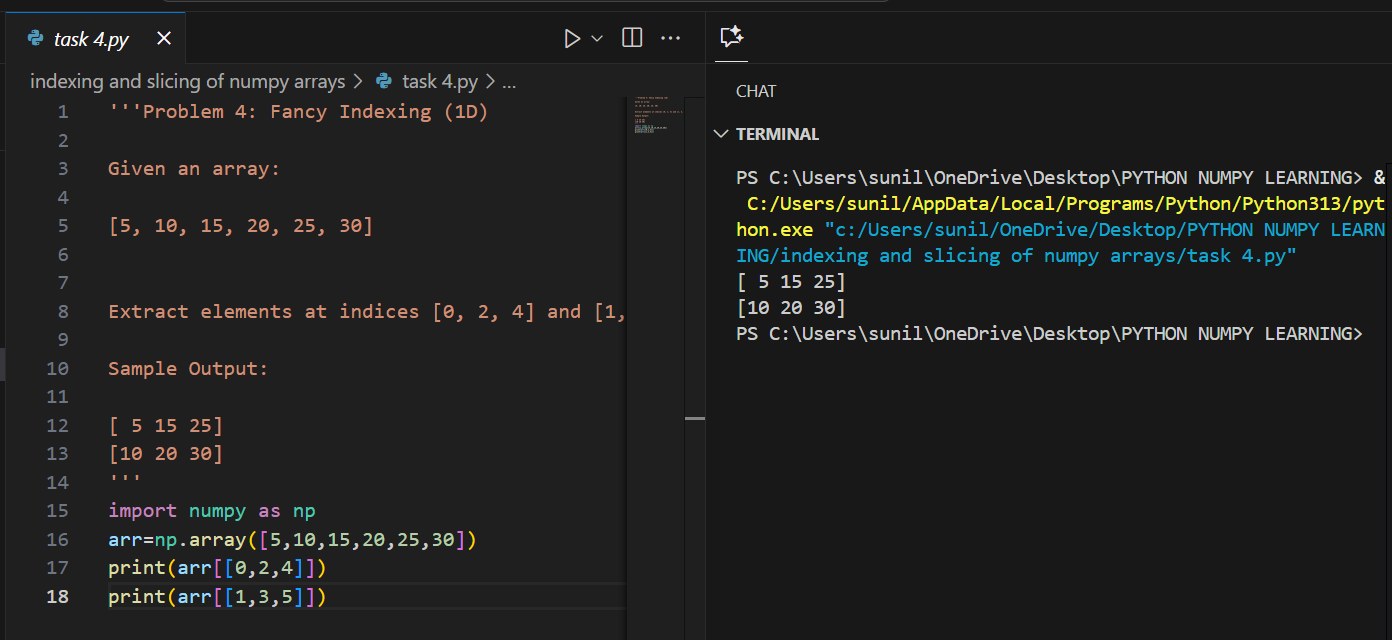 task 4.py
indexing and slicing of numpy arrays > task 4.py > ...
1 '''Problem 4: Fancy Indexing (1D)
2
3 Given an array:
4
5 [5, 10, 15, 20, 25, 30]
6
7
8 Extract elements at indices [0, 2, 4] and [1,
9
10 Sample Output:
11
12 [ 5 15 25]
13 [10 20 30]
14 '''
15 import numpy as np
16 arr=np.array([5,10,15,20,25,30])
17 print(arr[[0,2,4]])
18 print(arr[[1,3,5]])
CHAT
TERMINAL
PS C:\Users\sunil\OneDrive\Desktop\PYTHON NUMPY LEARNING> &
C:/Users/sunil/AppData/Local/Programs/Python/Python313/pyt
hon.exe "c:/Users/sunil/OneDrive/Desktop/PYTHON NUMPY LEARN
ING/indexing and slicing of numpy arrays/task 4.py"
[ 5 15 25]
[10 20 30]
PS C:\Users\sunil\OneDrive\Desktop\PYTHON NUMPY LEARNING>